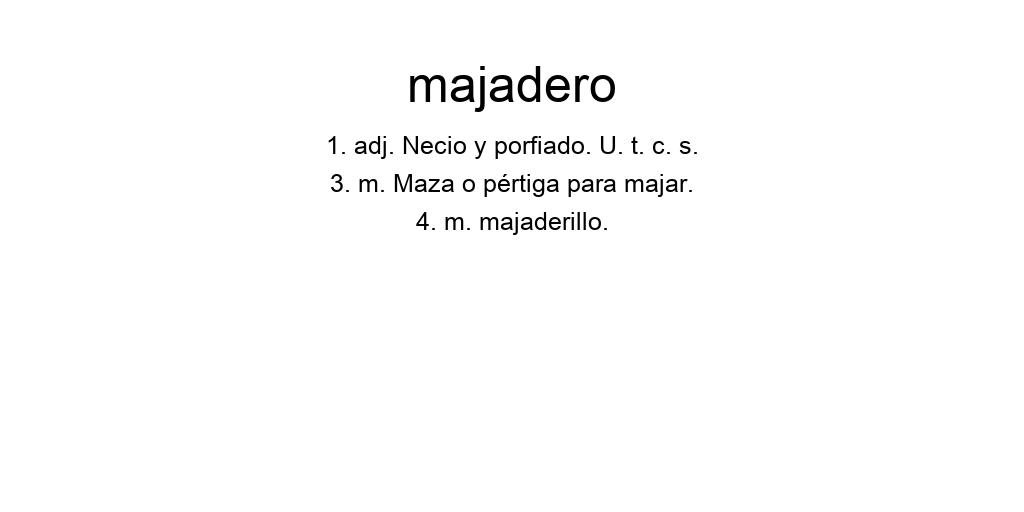 majadero
1. adj. Necio y porfiado. U. t. c. s.
3. m. Maza o pértiga para majar.
4. m. majaderillo.